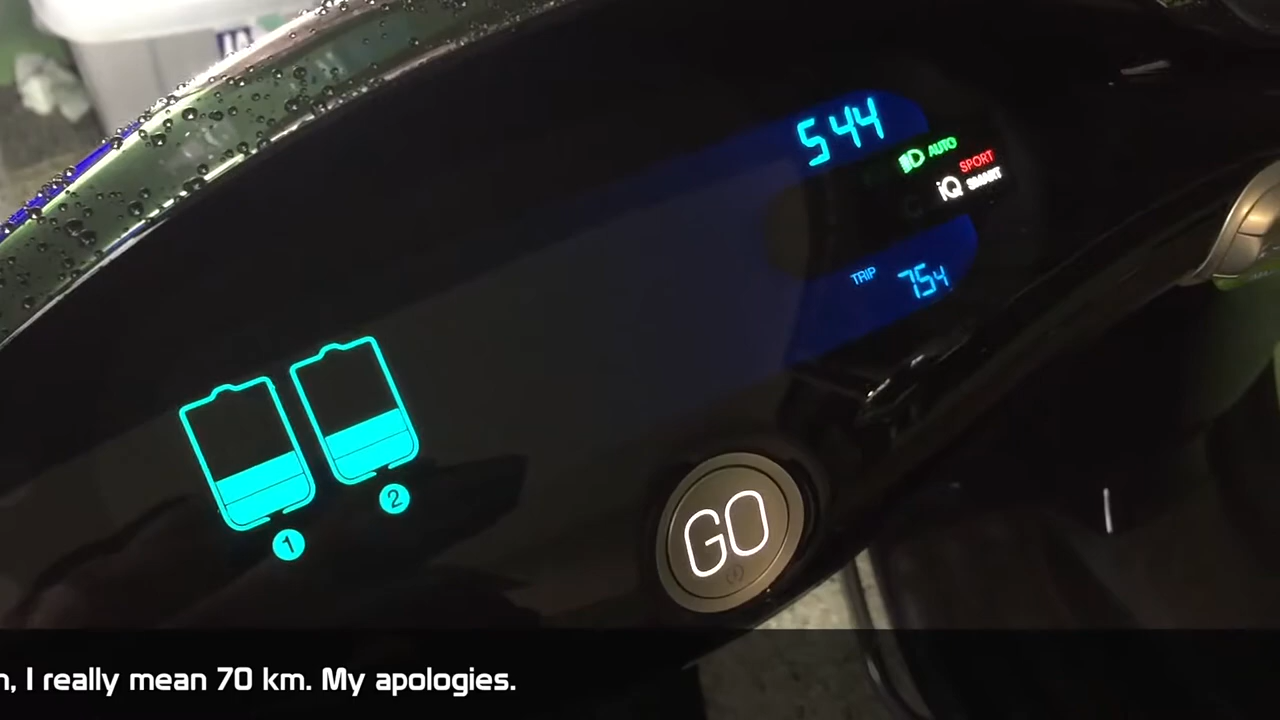 544
AUTO
SPORT
iQ SMART
TRIP 754
1
2
GO
, I really mean 70 km. My apologies.